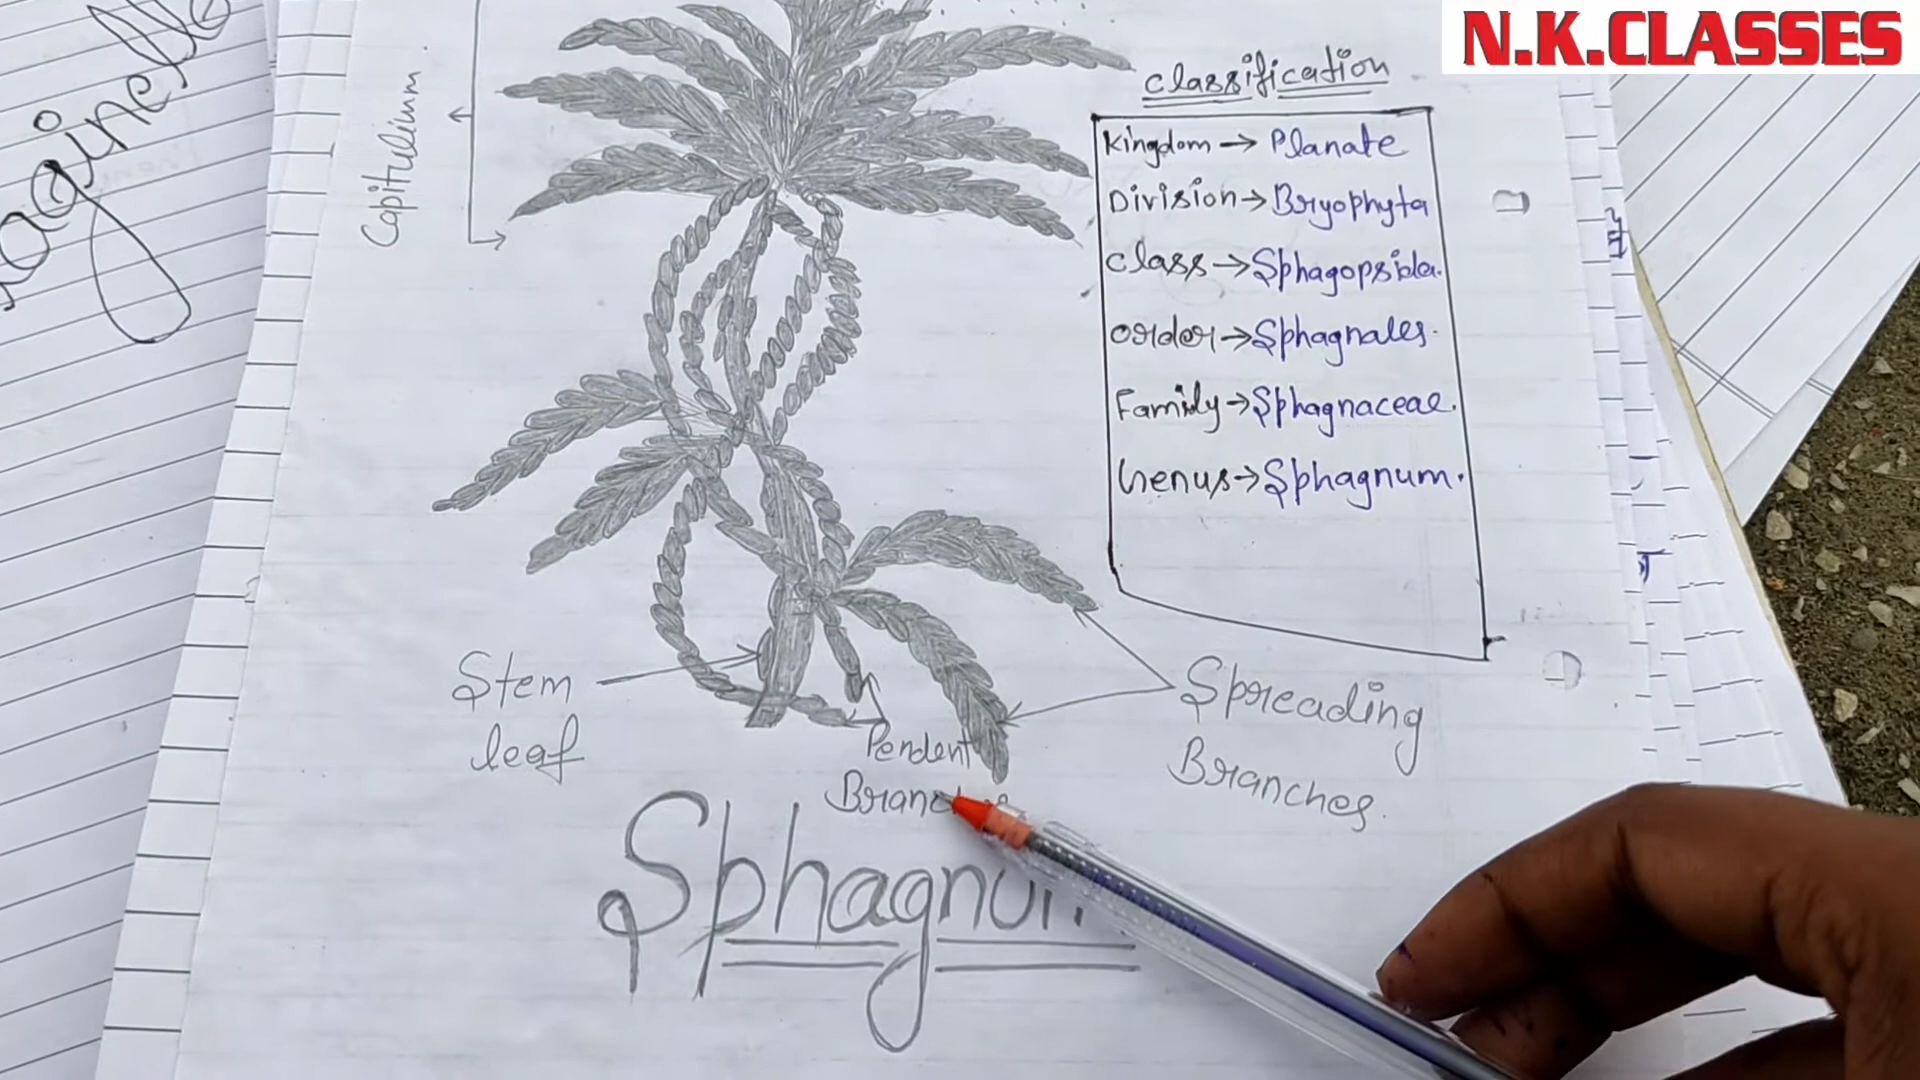 N.K.CLASSES
Classification
Kingdom → Planate
Division → Bryophyta
Class → Sphagopsida.
Order → Sphagnales.
Family → Sphagnaceae.
Genus → Sphagnum.
Capitulium
Stem
leaf
Pendent
Spreading
Branches.